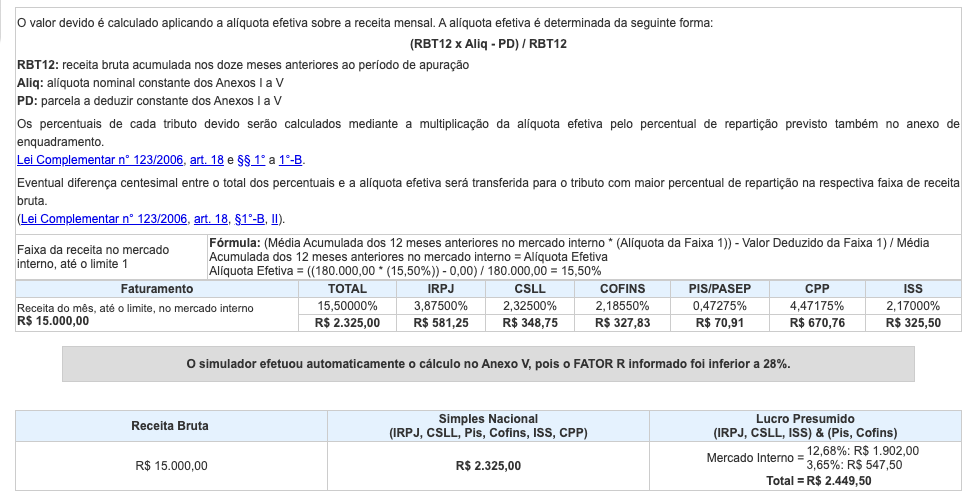 O valor devido é calculado aplicando a alíquota efetiva sobre a receita mensal. A alíquota efetiva é determinada da seguinte forma:
(RBT12 x Aliq - PD) / RBT12
RBT12: receita bruta acumulada nos doze meses anteriores ao período de apuração
Aliq: alíquota nominal constante dos Anexos I a V
PD: parcela a deduzir constante dos Anexos I a V
Os percentuais de cada tributo devido serão calculados mediante a multiplicação da alíquota efetiva pelo percentual de repartição previsto também no anexo de
enquadramento.
Lei Complementar n° 123/2006, art. 18 e §§ 1° a 1°-B.
Eventual diferença centesimal entre o total dos percentuais e a alíquota efetiva será transferida para o tributo com maior percentual de repartição na respectiva faixa de receita
bruta.
(Lei Complementar n° 123/2006, art. 18, §1°-B, II).
Faixa da receita no mercado
interno, até o limite 1
Fórmula: (Média Acumulada dos 12 meses anteriores no mercado interno * (Alíquota da Faixa 1)) - Valor Deduzido da Faixa 1) / Média
Acumulada dos 12 meses anteriores no mercado interno = Alíquota Efetiva
Alíquota Efetiva = ((180.000,00 * (15,50%)) - 0,00) / 180.000,00 = 15,50%
Faturamento TOTAL IRPJ CSLL COFINS PIS/PASEP CPP ISS
Receita do mês, até o limite, no mercado interno 15,50000% 3,87500% 2,32500% 2,18550% 0,47275% 4,47175% 2,17000%
R$ 15.000,00 R$ 2.325,00 R$ 581,25 R$ 348,75 R$ 327,83 R$ 70,91 R$ 670,76 R$ 325,50
O simulador efetuou automaticamente o cálculo no Anexo V, pois o FATOR R informado foi inferior a 28%.
Receita Bruta
Simples Nacional
(IRPJ, CSLL, Pis, Cofins, ISS, CPP)
Lucro Presumido
(IRPJ, CSLL, ISS) & (Pis, Cofins)
R$ 15.000,00
R$ 2.325,00
Mercado Interno = 12,68%: R$ 1.902,00
3,65%: R$ 547,50
Total = R$ 2.449,50